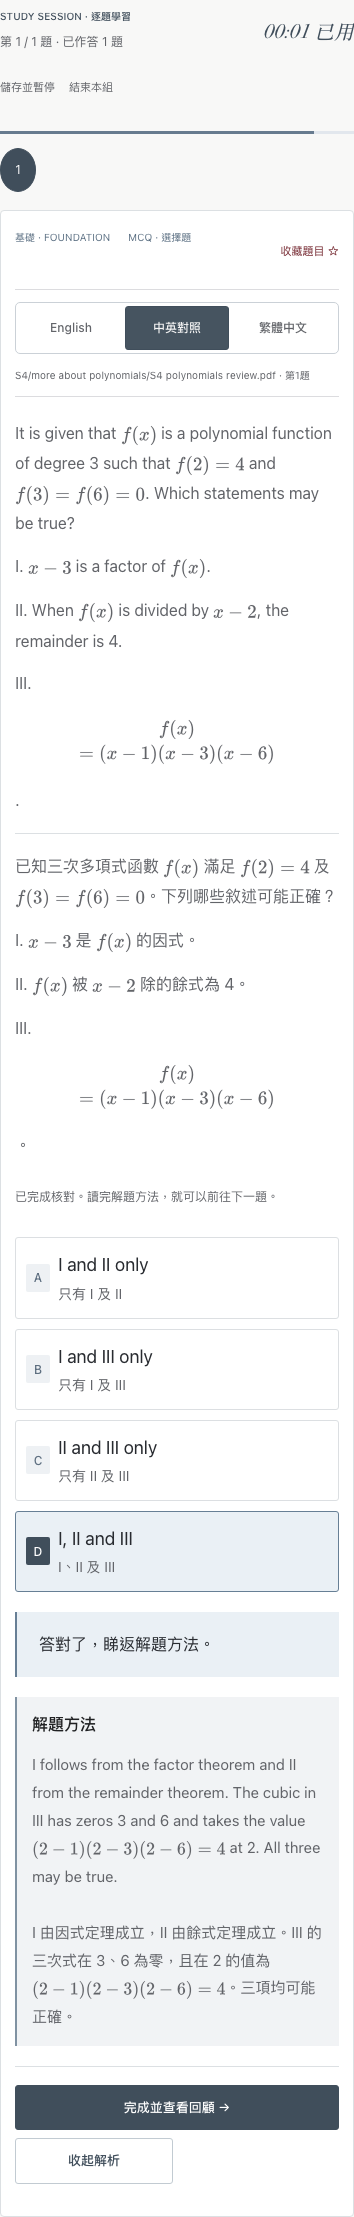 STUDY SESSION · 逐題學習
第 1 / 1 題 · 已作答 1 題
00:01 已用
儲存並暫停 結束本組
1
基礎 · FOUNDATION MCQ · 選擇題
收藏題目 ☆
English 中英對照 繁體中文
S4/more about polynomials/S4 polynomials review.pdf · 第1題
It is given that f(x) is a polynomial function
of degree 3 such that f(2) = 4 and
f(3) = f(6) = 0. Which statements may
be true?
I. x − 3 is a factor of f(x).
II. When f(x) is divided by x − 2, the
remainder is 4.
III.
f(x)
= (x − 1)(x − 3)(x − 6)
.
已知三次多項式函數 f(x) 滿足 f(2) = 4 及
f(3) = f(6) = 0。下列哪些敘述可能正確？
I. x − 3 是 f(x) 的因式。
II. f(x) 被 x − 2 除的餘式為 4。
III.
f(x)
= (x − 1)(x − 3)(x − 6)
。
已完成核對。讀完解題方法，就可以前往下一題。
A I and II only
只有 I 及 II
B I and III only
只有 I 及 III
C II and III only
只有 II 及 III
D I, II and III
I、II 及 III
答對了，睇返解題方法。
解題方法
I follows from the factor theorem and II
from the remainder theorem. The cubic in
III has zeros 3 and 6 and takes the value
(2 − 1)(2 − 3)(2 − 6) = 4 at 2. All three
may be true.
I 由因式定理成立，II 由餘式定理成立。III 的
三次式在 3、6 為零，且在 2 的值為
(2 − 1)(2 − 3)(2 − 6) = 4。三項均可能
正確。
完成並查看回顧 →
收起解析